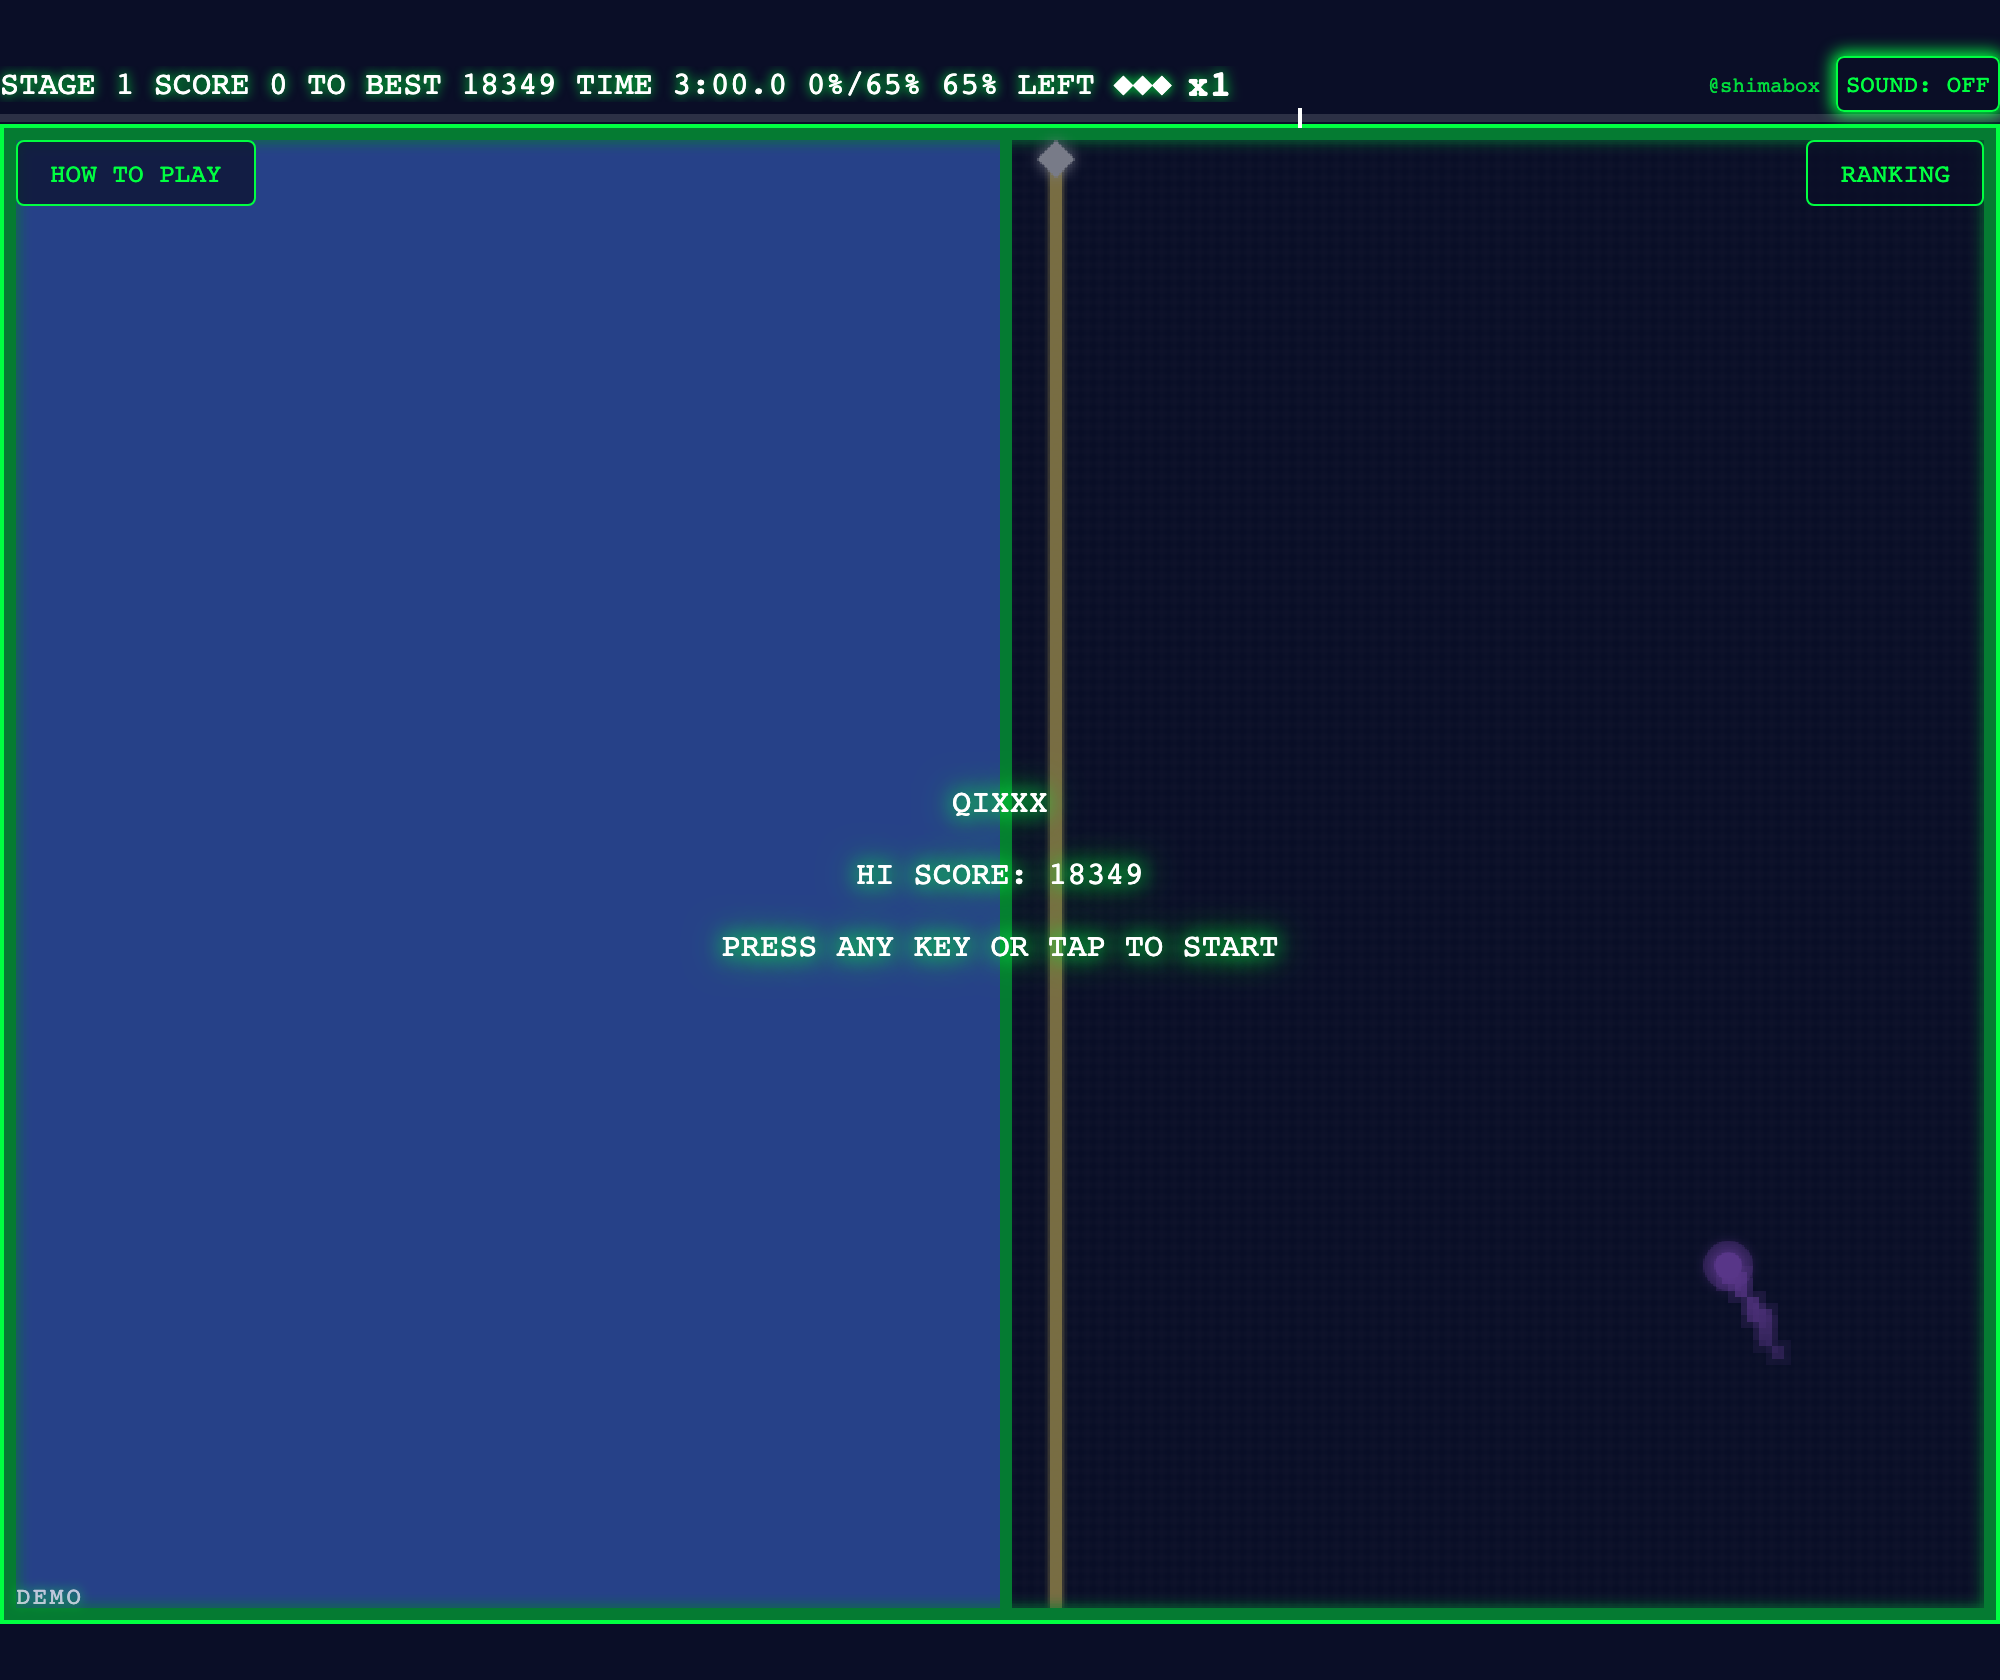 STAGE 1 SCORE 0 TO BEST 18349 TIME 3:00.0 0%/65% 65% LEFT ◆◆◆ x1
@shimabox
SOUND: OFF
HOW TO PLAY
RANKING
QIXXX
HI SCORE: 18349
PRESS ANY KEY OR TAP TO START
DEMO